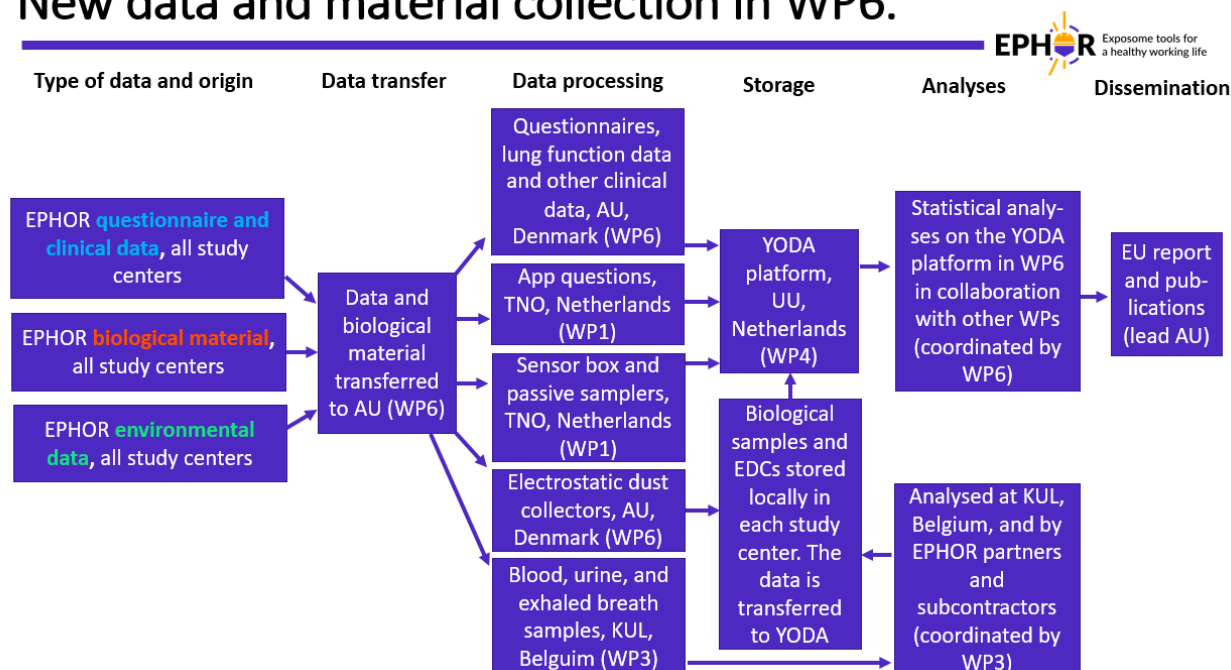 New data and material collection in WP6.
EPHOR Exposome tools for
a healthy working life
Type of data and origin
Data transfer
Data processing
Storage
Analyses
Dissemination
EPHOR questionnaire and
clinical data, all study
centers
EPHOR biological material,
all study centers
EPHOR environmental
data, all study centers
Data and
biological
material
transferred
to AU (WP6)
Questionnaires,
lung function data
and other clinical
data, AU,
Denmark (WP6)
App questions,
TNO, Netherlands
(WP1)
Sensor box and
passive samplers,
TNO, Netherlands
(WP1)
Electrostatic dust
collectors, AU,
Denmark (WP6)
Blood, urine, and
exhaled breath
samples, KUL,
Belguim (WP3)
YODA
platform,
UU,
Netherlands
(WP4)
Biological
samples and
EDCs stored
locally in
each study
center. The
data is
transferred
to YODA
Statistical analy-
ses on the YODA
platform in WP6
in collaboration
with other WPs
(coordinated by
WP6)
Analysed at KUL,
Belgium, and by
EPHOR partners
and
subcontractors
(coordinated by
WP3)
EU report
and pub-
lications
(lead AU)